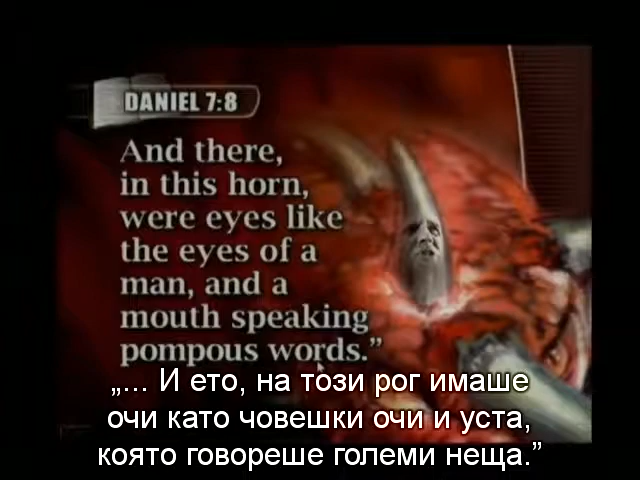 DANIEL 7:8
And there,
in this horn,
were eyes like
the eyes of a
man, and a
mouth speaking
pompous words.”
„... И ето, на този рог имаше
очи като човешки очи и уста,
която говореше големи неща.”